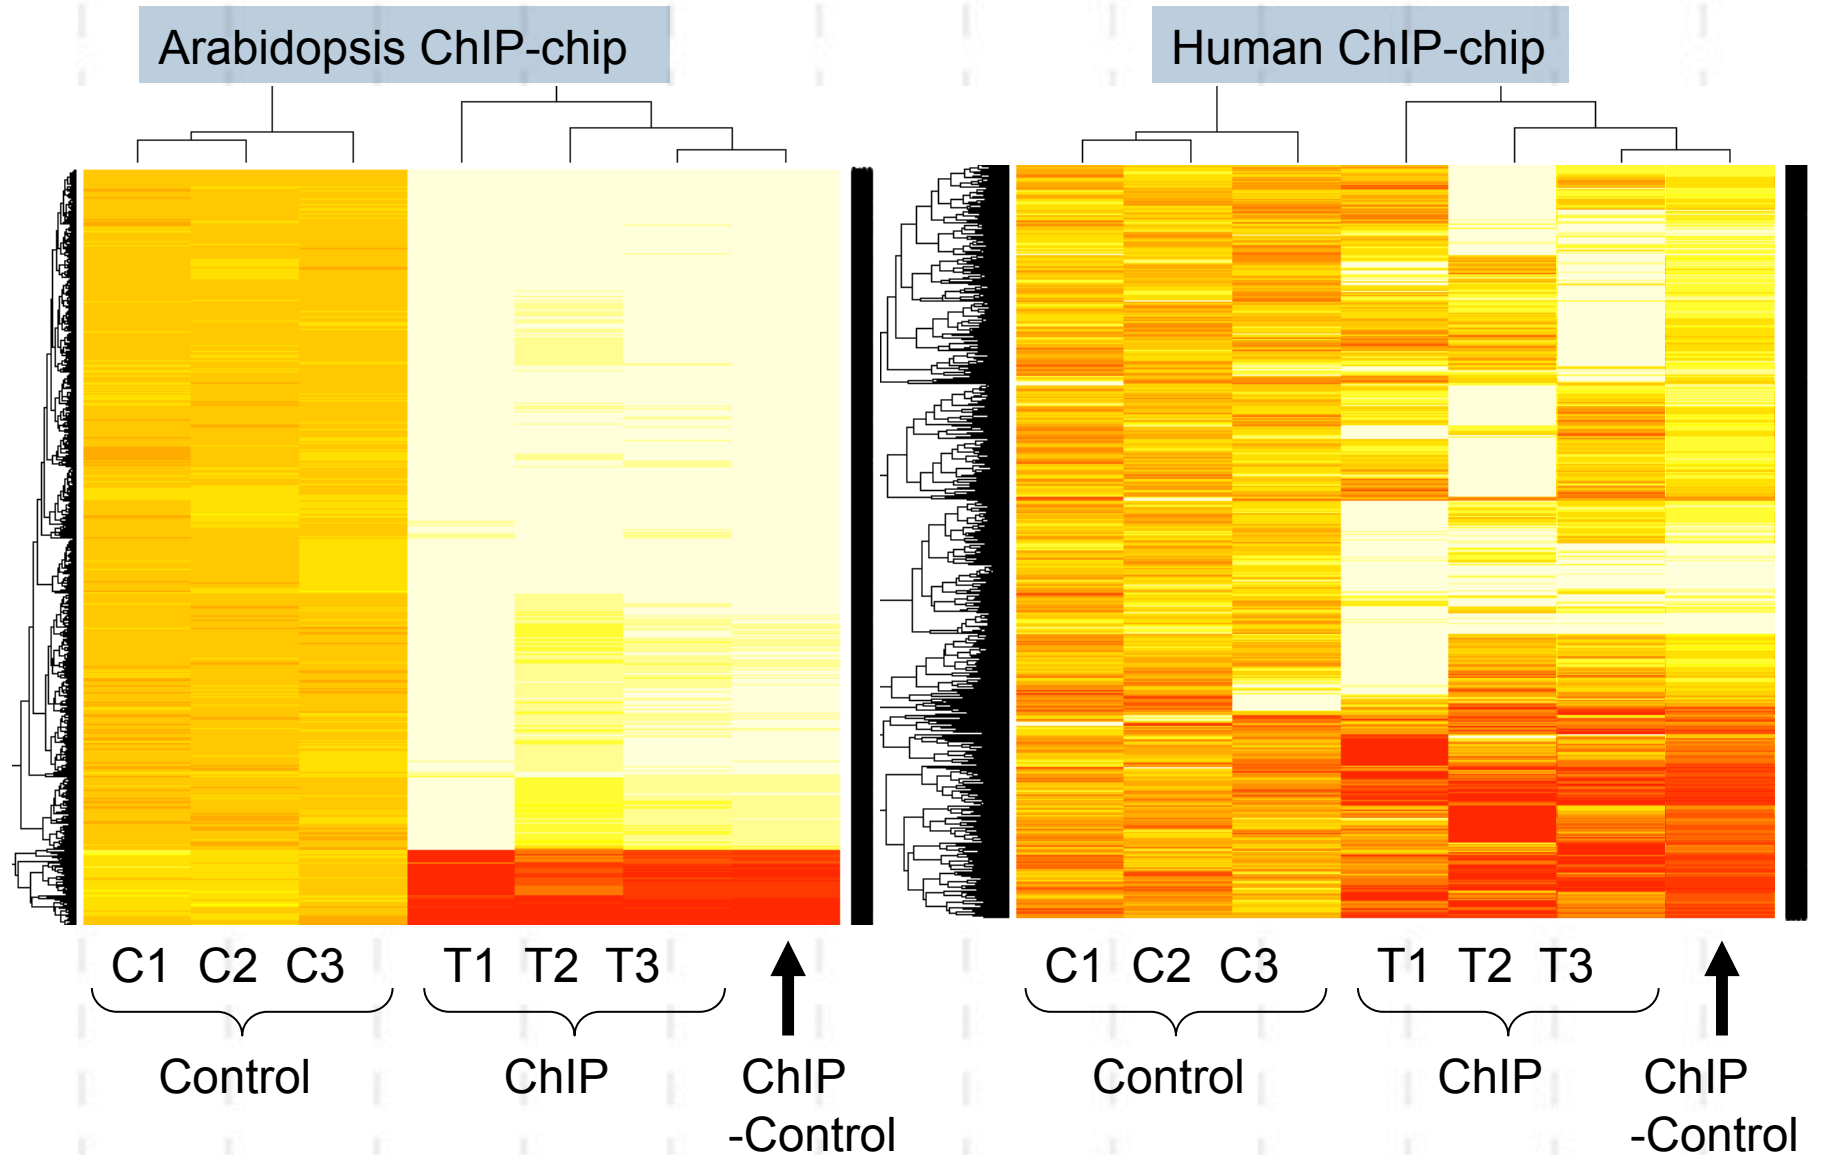 Arabidopsis ChIP-chip
Human ChIP-chip
C1 C2 C3 T1 T2 T3
C1 C2 C3 T1 T2 T3
Control ChIP ChIP
-Control
Control ChIP ChIP
-Control